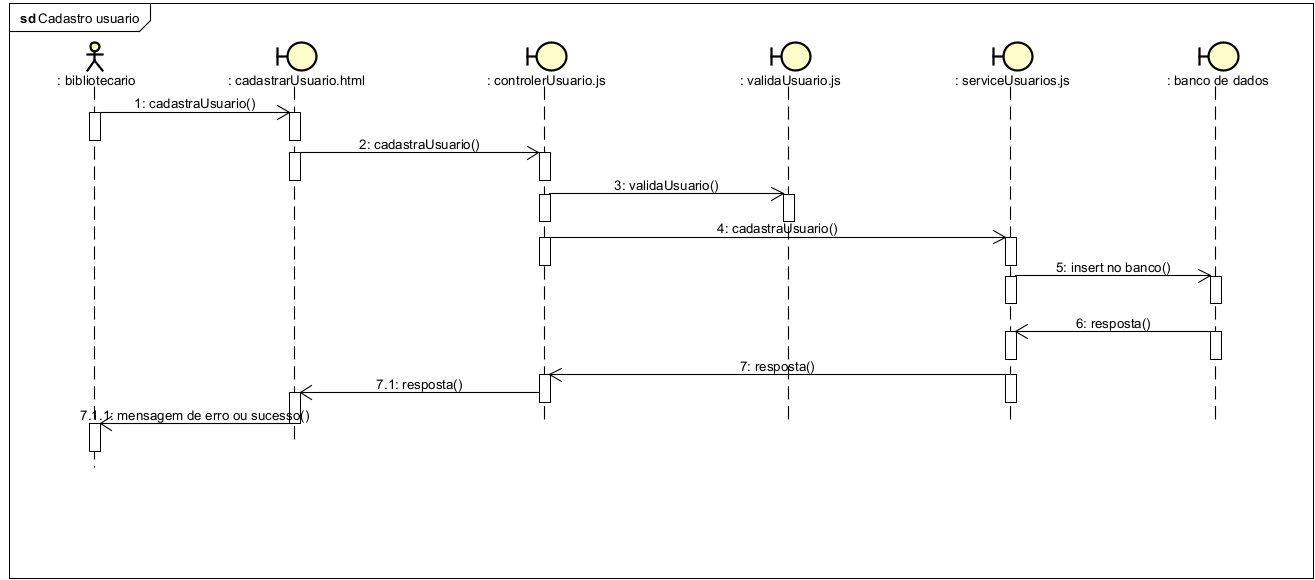 sd Cadastro usuario
: bibliotecario
: cadastrarUsuario.html
: controlerUsuario.js
: validaUsuario.js
: serviceUsuarios.js
: banco de dados
1: cadastraUsuario()
2: cadastraUsuario()
3: validaUsuario()
4: cadastraUsuario()
5: insert no banco()
6: resposta()
7: resposta()
7.1: resposta()
7.1.1: mensagem de erro ou sucesso()